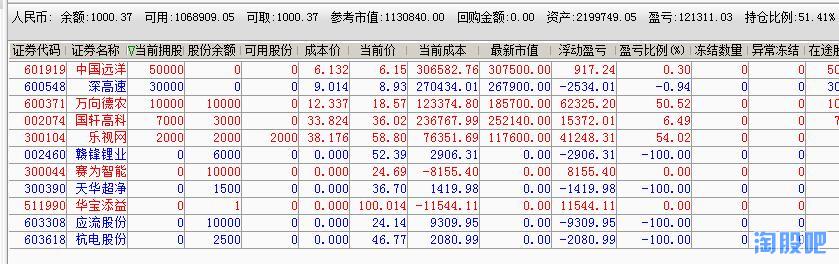 人民币: 余额:1000.37 可用:1068909.05 可取:1000.37 参考市值:1130840.00 回购金额:0.00 资产:2199749.05 盈亏:121311.03 持仓比例:51.41%
证券代码 证券名称 当前拥股 股份余额 可用股份 成本价 当前价 当前成本 最新市值 浮动盈亏 盈亏比例(%) 冻结数量 异常冻结 在途股
601919 中国远洋 50000 0 0 6.132 6.15 306582.76 307500.00 917.24 0.30 0 0 50
600548 深高速 30000 0 0 9.014 8.93 270434.01 267900.00 -2534.01 -0.94 0 0 30
600371 万向德农 10000 10000 0 12.337 18.57 123374.80 185700.00 62325.20 50.52 0 0 10
002074 国轩高科 7000 3000 0 33.824 36.02 236767.99 252140.00 15372.01 6.49 0 0 7
300104 乐视网 2000 2000 2000 38.176 58.80 76351.69 117600.00 41248.31 54.02 0 0
002460 赣锋锂业 0 6000 0 0.000 52.39 2906.31 0.00 -2906.31 -100.00 0 0
300044 赛为智能 0 10000 0 0.000 24.69 -8155.40 0.00 8155.40 0.00 0 0
300390 天华超净 0 1500 0 0.000 36.70 1419.98 0.00 -1419.98 -100.00 0 0
511990 华宝添益 0 1 0 0.000 100.014 -11544.11 0.00 11544.11 0.00 0 0
603308 应流股份 0 10000 0 0.000 24.14 9309.95 0.00 -9309.95 -100.00 0 0
603618 杭电股份 0 2500 0 0.000 46.77 2080.99 0.00 -2080.99 -100.00 0 0
淘股吧